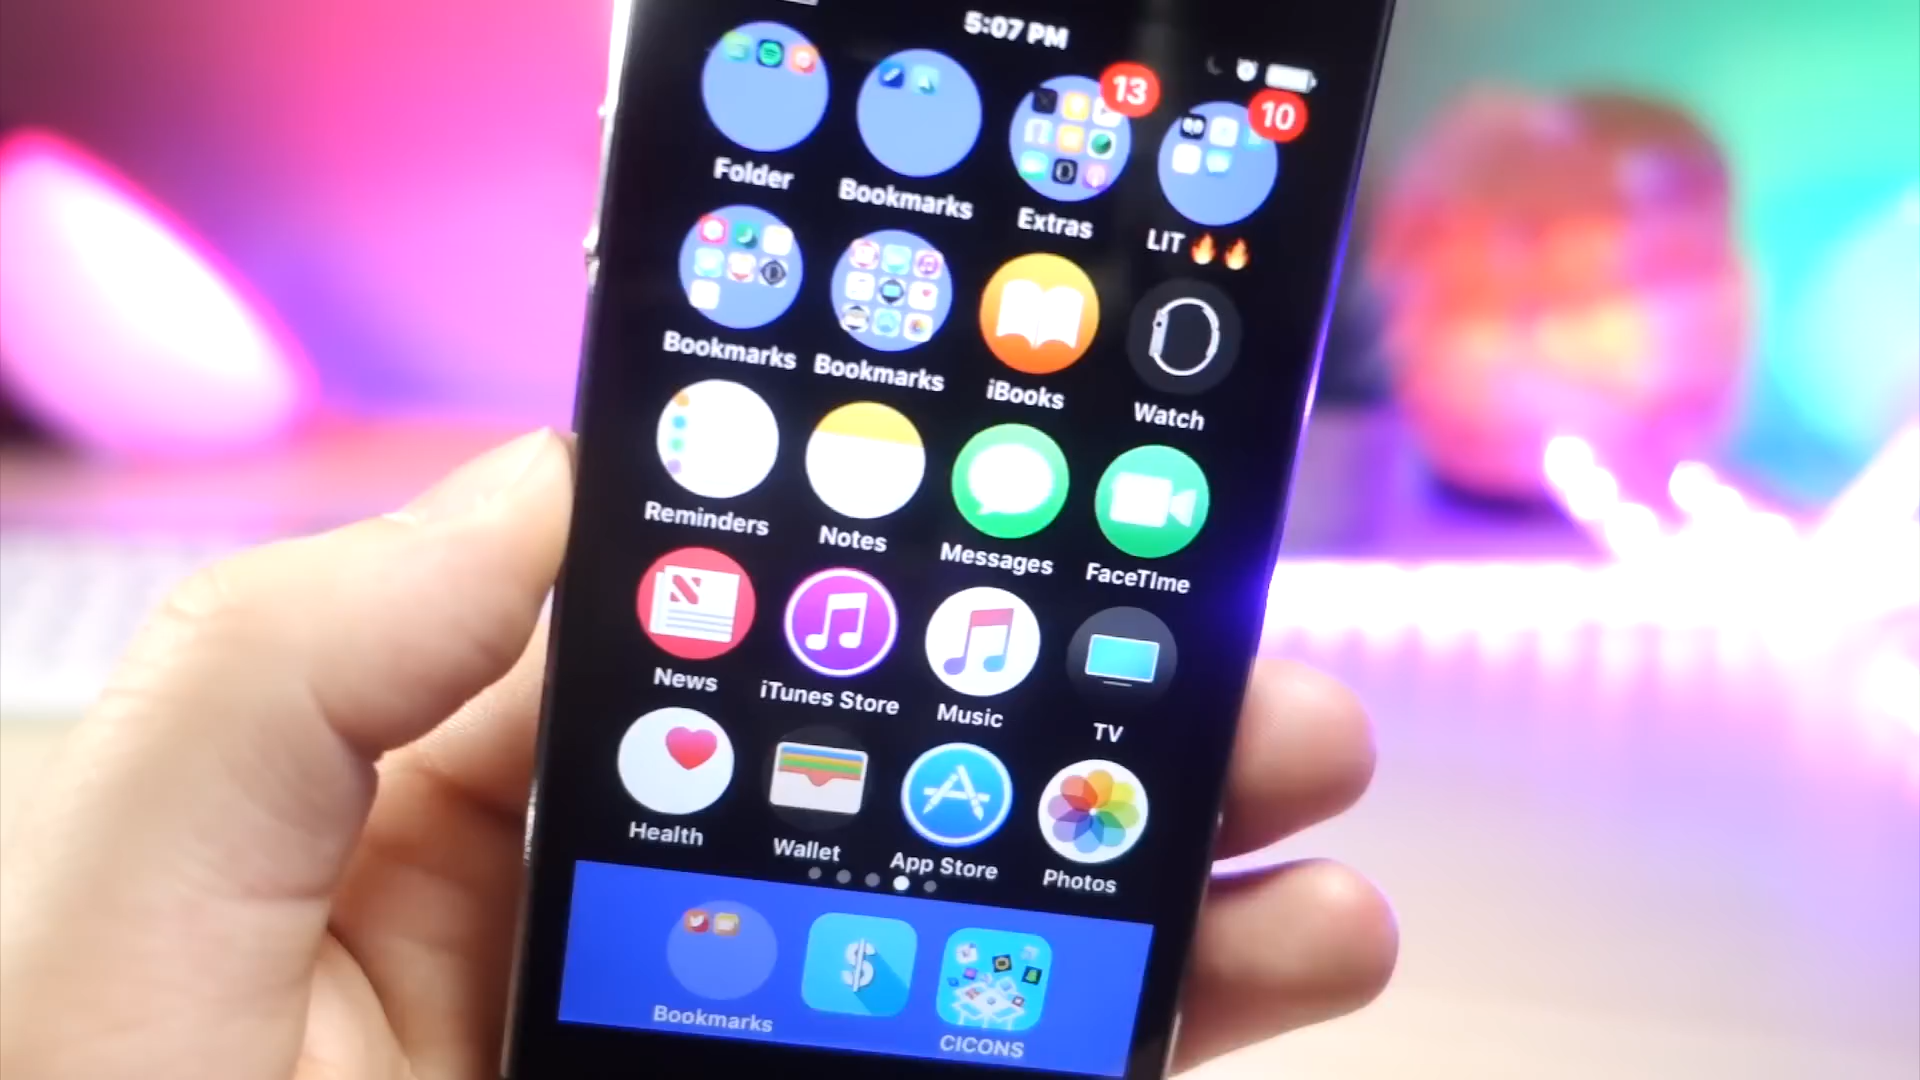 5:07 PM
13
10
Folder
Bookmarks
Extras
LIT 🔥🔥
Bookmarks
Bookmarks
iBooks
Watch
Reminders
Notes
Messages
FaceTIme
News
iTunes Store
Music
TV
Health
Wallet
App Store
Photos
$
Bookmarks
CICONS